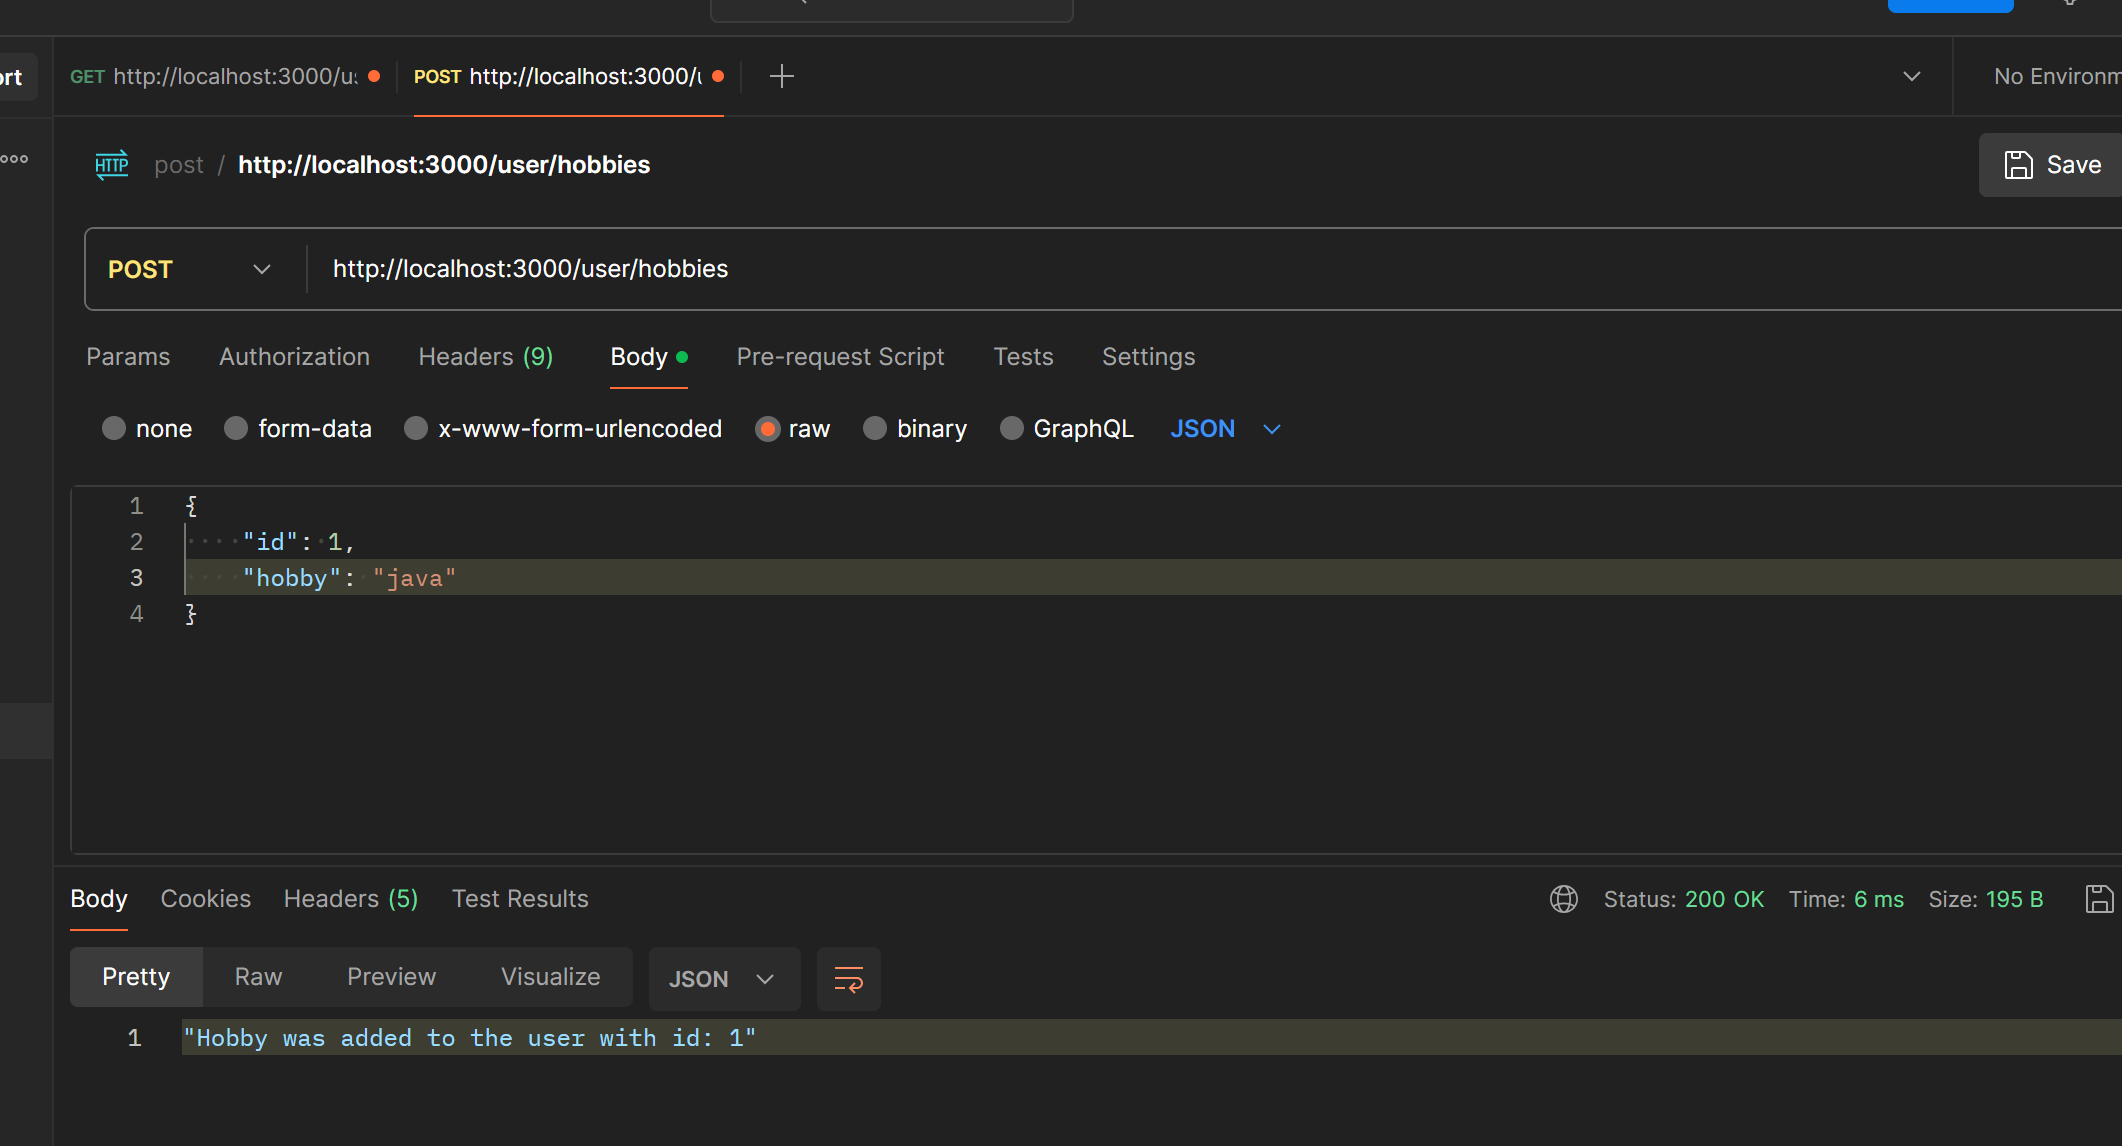 ort
GET http://localhost:3000/us
POST http://localhost:3000/u
No Environm
HTTP post / http://localhost:3000/user/hobbies
Save
POST http://localhost:3000/user/hobbies
Params Authorization Headers (9) Body Pre-request Script Tests Settings
none form-data x-www-form-urlencoded raw binary GraphQL JSON
1 {
2 "id": 1,
3 "hobby": "java"
4 }
Body Cookies Headers (5) Test Results Status: 200 OK Time: 6 ms Size: 195 B
Pretty Raw Preview Visualize JSON
1 "Hobby was added to the user with id: 1"